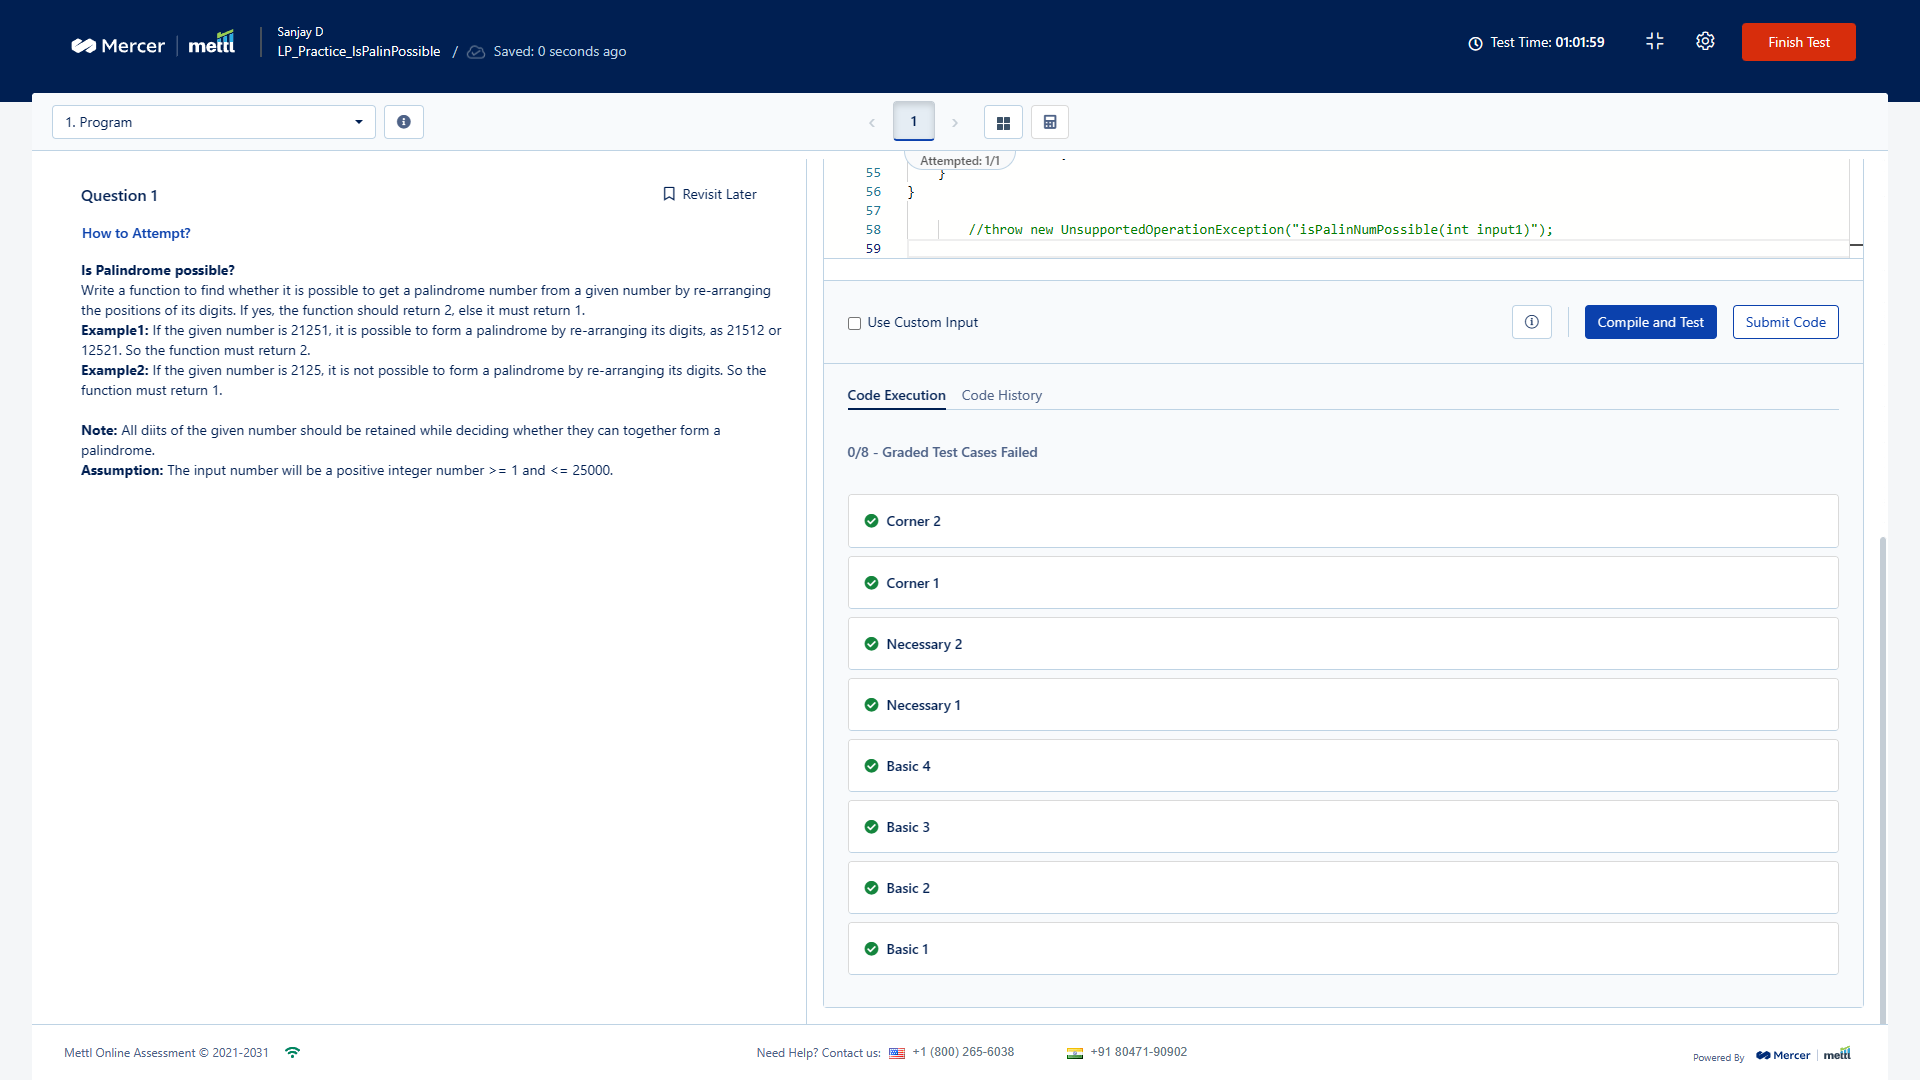 Mercer mettl
Sanjay D
LP_Practice_IsPalinPossible / Saved: 0 seconds ago
Test Time: 01:01:59
Finish Test
1. Program
1
Attempted: 1/1
Question 1
Revisit Later
How to Attempt?
Is Palindrome possible?
Write a function to find whether it is possible to get a palindrome number from a given number by re-arranging
the positions of its digits. If yes, the function should return 2, else it must return 1.
Example1: If the given number is 21251, it is possible to form a palindrome by re-arranging its digits, as 21512 or
12521. So the function must return 2.
Example2: If the given number is 2125, it is not possible to form a palindrome by re-arranging its digits. So the
function must return 1.
Note: All diits of the given number should be retained while deciding whether they can together form a
palindrome.
Assumption: The input number will be a positive integer number >= 1 and <= 25000.
55 }
56 }
57
58 //throw new UnsupportedOperationException("isPalinNumPossible(int input1)");
59
Use Custom Input
Compile and Test
Submit Code
Code Execution
Code History
0/8 - Graded Test Cases Failed
Corner 2
Corner 1
Necessary 2
Necessary 1
Basic 4
Basic 3
Basic 2
Basic 1
Mettl Online Assessment © 2021-2031
Need Help? Contact us: +1 (800) 265-6038
+91 80471-90902
Powered By Mercer mettl